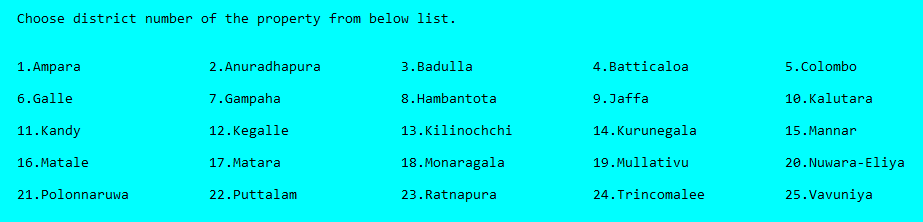 Choose district number of the property from below list.
1.Ampara 2.Anuradhapura 3.Badulla 4.Batticaloa 5.Colombo
6.Galle 7.Gampaha 8.Hambantota 9.Jaffa 10.Kalutara
11.Kandy 12.Kegalle 13.Kilinochchi 14.Kurunegala 15.Mannar
16.Matale 17.Matara 18.Monaragala 19.Mullativu 20.Nuwara-Eliya
21.Polonnaruwa 22.Puttalam 23.Ratnapura 24.Trincomalee 25.Vavuniya